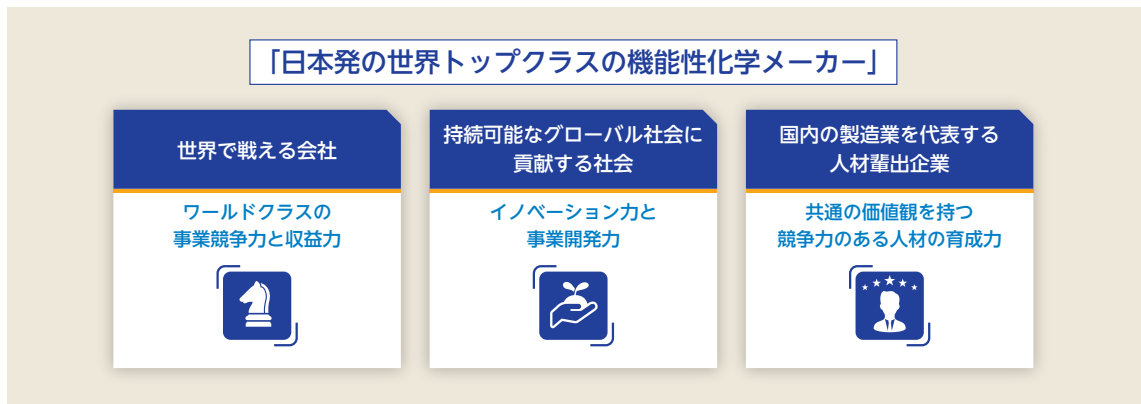 「日本発の世界トップクラスの機能性化学メーカー」
世界で戦える会社
ワールドクラスの
事業競争力と収益力
持続可能なグローバル社会に
貢献する社会
イノベーション力と
事業開発力
国内の製造業を代表する
人材輩出企業
共通の価値観を持つ
競争力のある人材の育成力